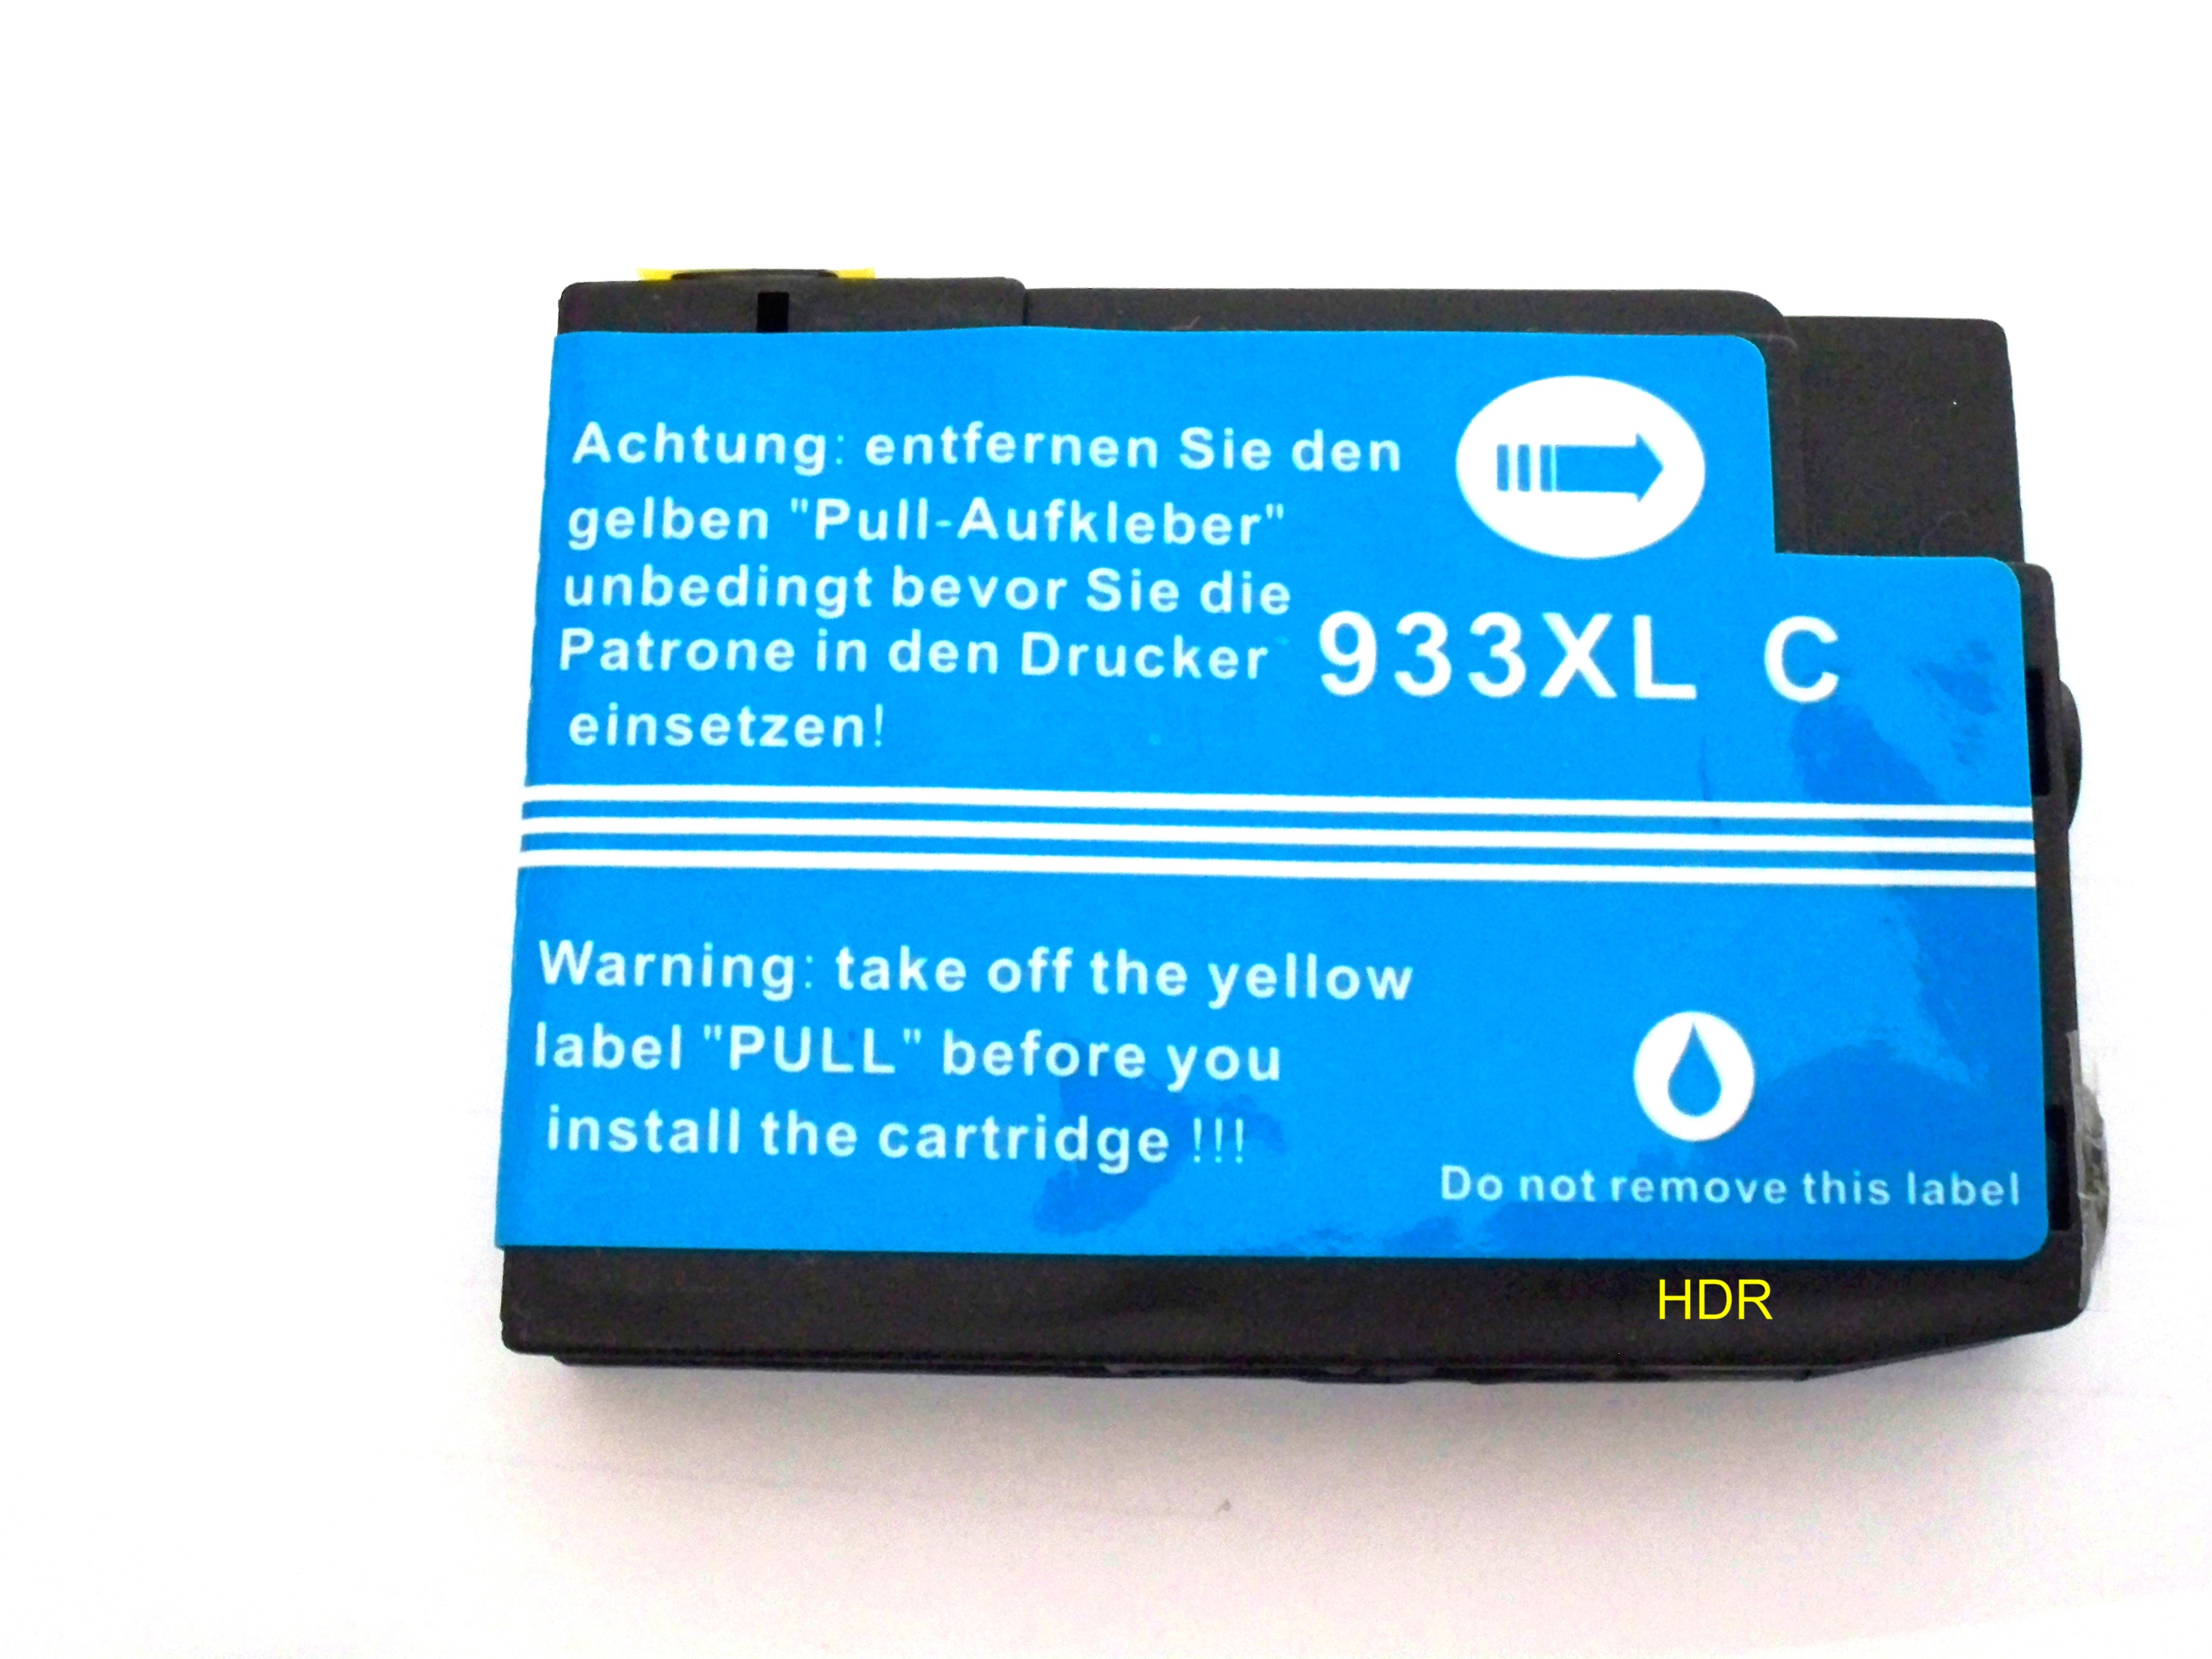 Achtung: entfernen Sie den
gelben "Pull-Aufkleber"
unbedingt bevor Sie die
Patrone in den Drucker
einsetzen!
933XL C
Warning: take off the yellow
label "PULL" before you
install the cartridge !!!
Do not remove this label
HDR